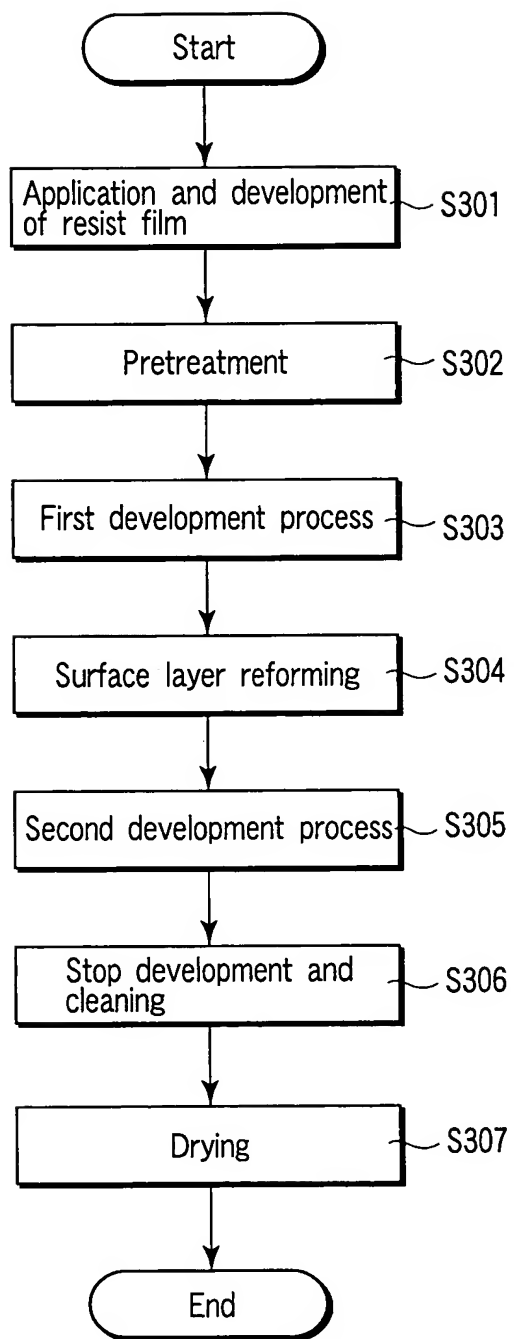 Start
Application and development
of resist film
S301
Pretreatment
S302
First development process
S303
Surface layer reforming
S304
Second development process
S305
Stop development and
cleaning
S306
Drying
S307
End